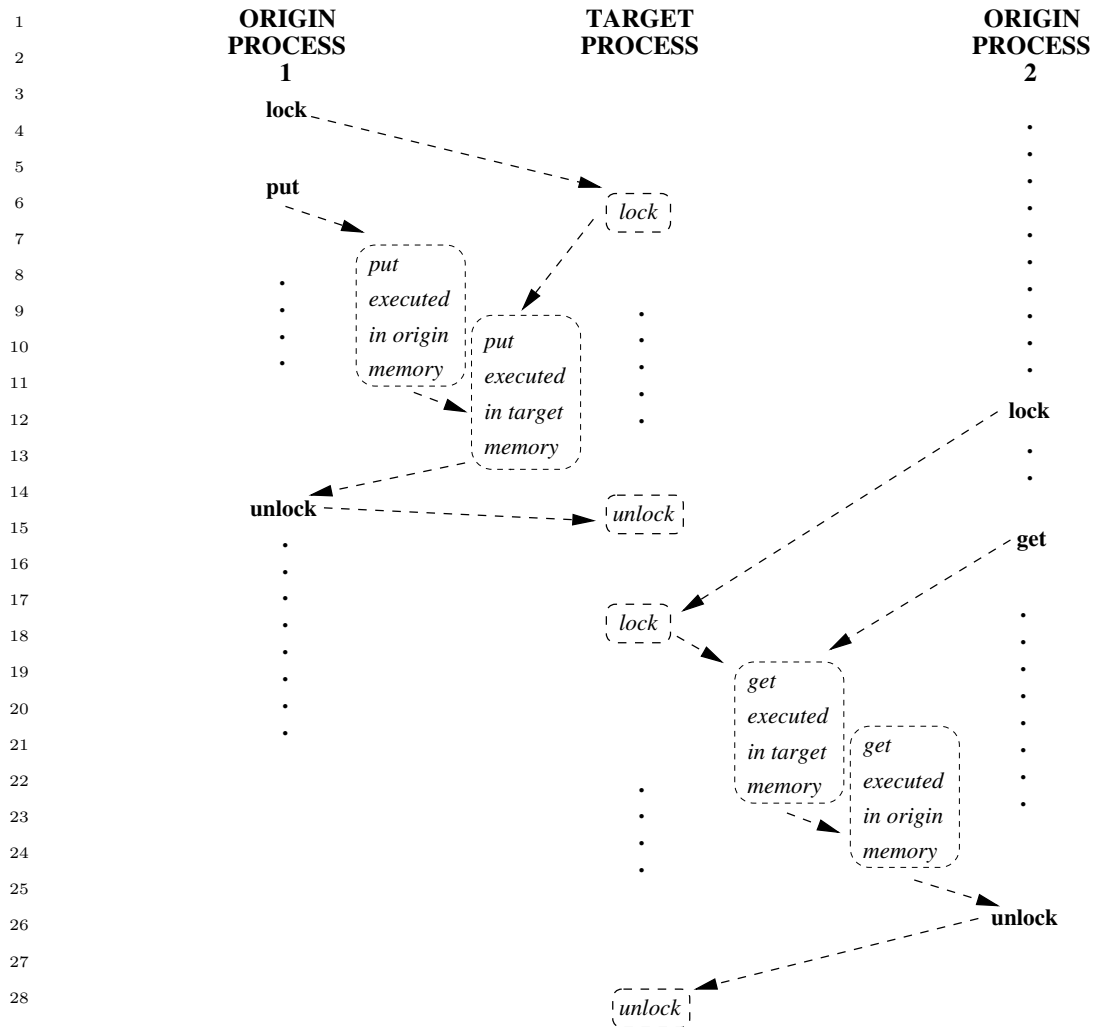 1
ORIGIN
TARGET
ORIGIN
PROCESS
PROCESS
PROCESS
2
1
2
3
lock
4
5
put
6
lock
7
put
8
executed
9
in origin
put
10
memory
executed
11
in target
lock
12
memory
13
14
unlock
unlock
15
get
16
17
lock
18
get
19
executed
20
in target
get
21
memory
executed
22
in origin
23
memory
24
25
unlock
26
27
unlock
28